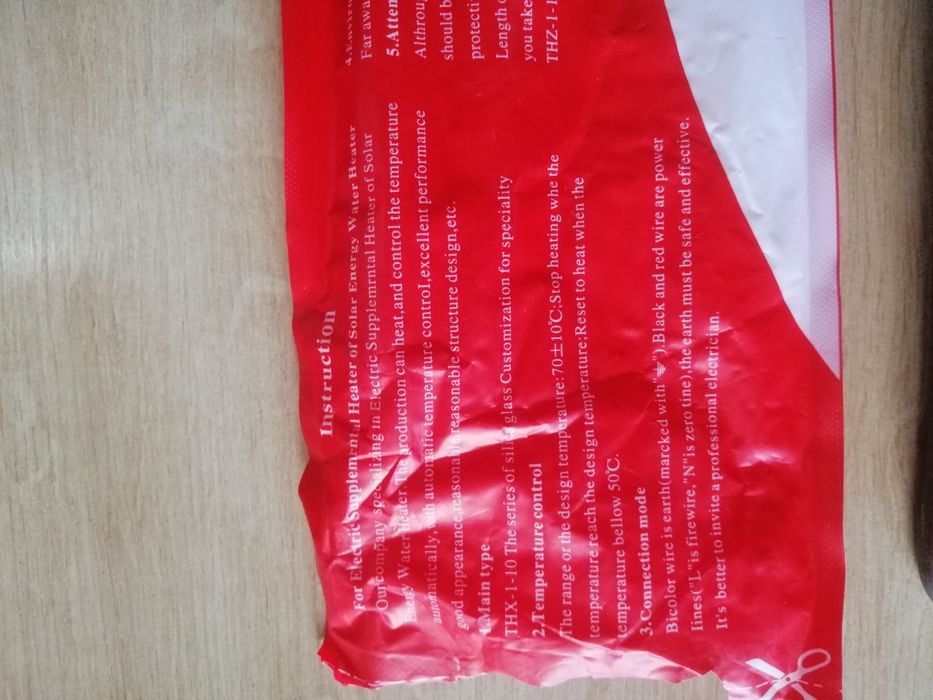 Instruction
For Electric Supplemrntal Heater of Solar Energy Water Heater
Our company specializing in Electric Supplemrntal Heater of Solar
Energy Water Heater. The production can heat,and control the temperature
automatically,with automatic temperature control,excellent performance
good appearance,reasonable reasonable structure design,etc.
1.Main type
THX-1-10 The series of silica glass Customization for speciality
2.Temperature control
The range or the design temperature:70±10℃:Stop heating whe the
temperature reach the design temperature;Reset to heat when the
temperature bellow 50℃.
3.Connection mode
Bicolor wire is earth(marcked with"⏚").Black and red wire are power
lines("L"is firewire,"N"is zero tine),the earth must be safe and effective.
It's better to invite a professional electrician.
Far awa
5.Atten
Althroug
should b
protecti
Length o
you take
THZ-1-1